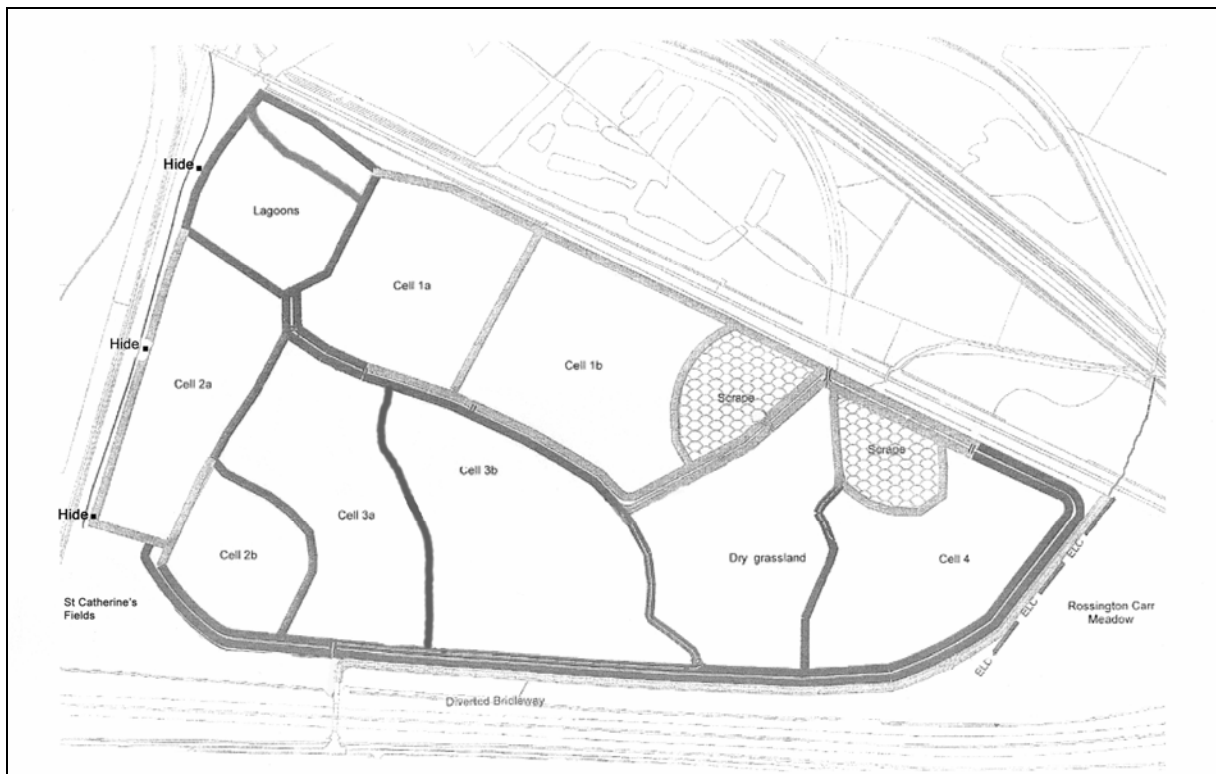 Hide
Lagoons
Cell 1a
Hide
Cell 1b
Cell 2a
Scrape
Scrape
Cell 3b
Hide
Cell 3a
Cell 2b
Dry grassland
Cell 4
ELC
ELC
ELC
St Catherine's
Fields
Rossington Carr
Meadow
Diverted Bridleway